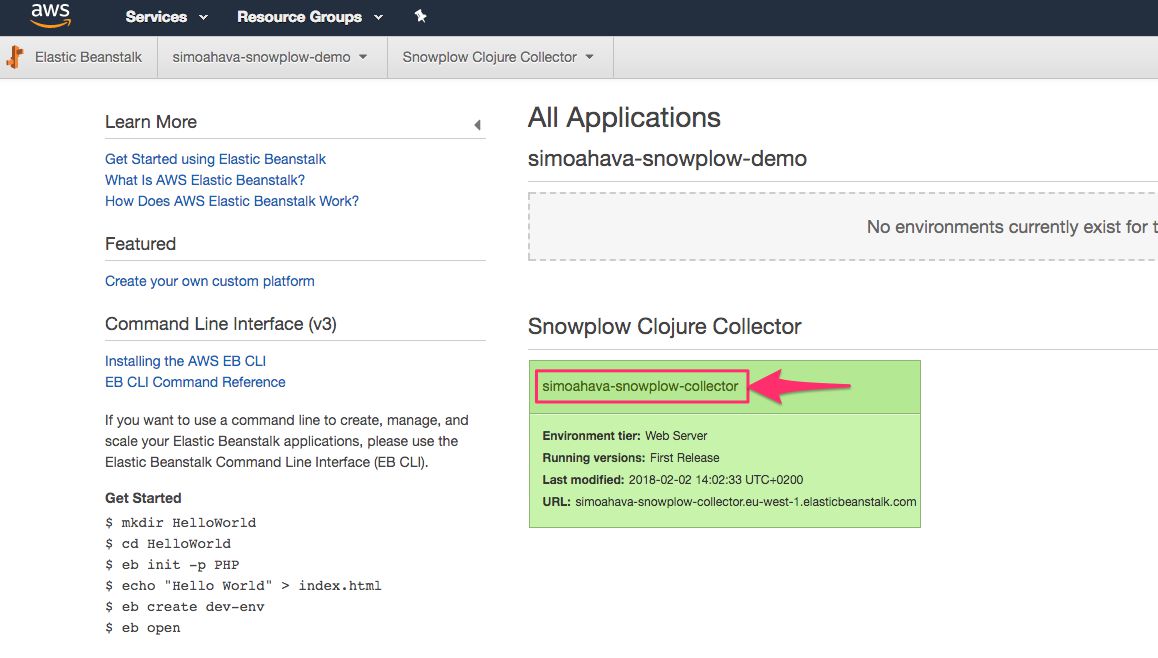 aws Services Resource Groups
Elastic Beanstalk simoahava-snowplow-demo Snowplow Clojure Collector
Learn More
Get Started using Elastic Beanstalk
What Is AWS Elastic Beanstalk?
How Does AWS Elastic Beanstalk Work?
Featured
Create your own custom platform
Command Line Interface (v3)
Installing the AWS EB CLI
EB CLI Command Reference
If you want to use a command line to create, manage, and
scale your Elastic Beanstalk applications, please use the
Elastic Beanstalk Command Line Interface (EB CLI).
Get Started
$ mkdir HelloWorld
$ cd HelloWorld
$ eb init -p PHP
$ echo "Hello World" > index.html
$ eb create dev-env
$ eb open
All Applications
simoahava-snowplow-demo
No environments currently exist for t
Snowplow Clojure Collector
simoahava-snowplow-collector
Environment tier: Web Server
Running versions: First Release
Last modified: 2018-02-02 14:02:33 UTC+0200
URL: simoahava-snowplow-collector.eu-west-1.elasticbeanstalk.com